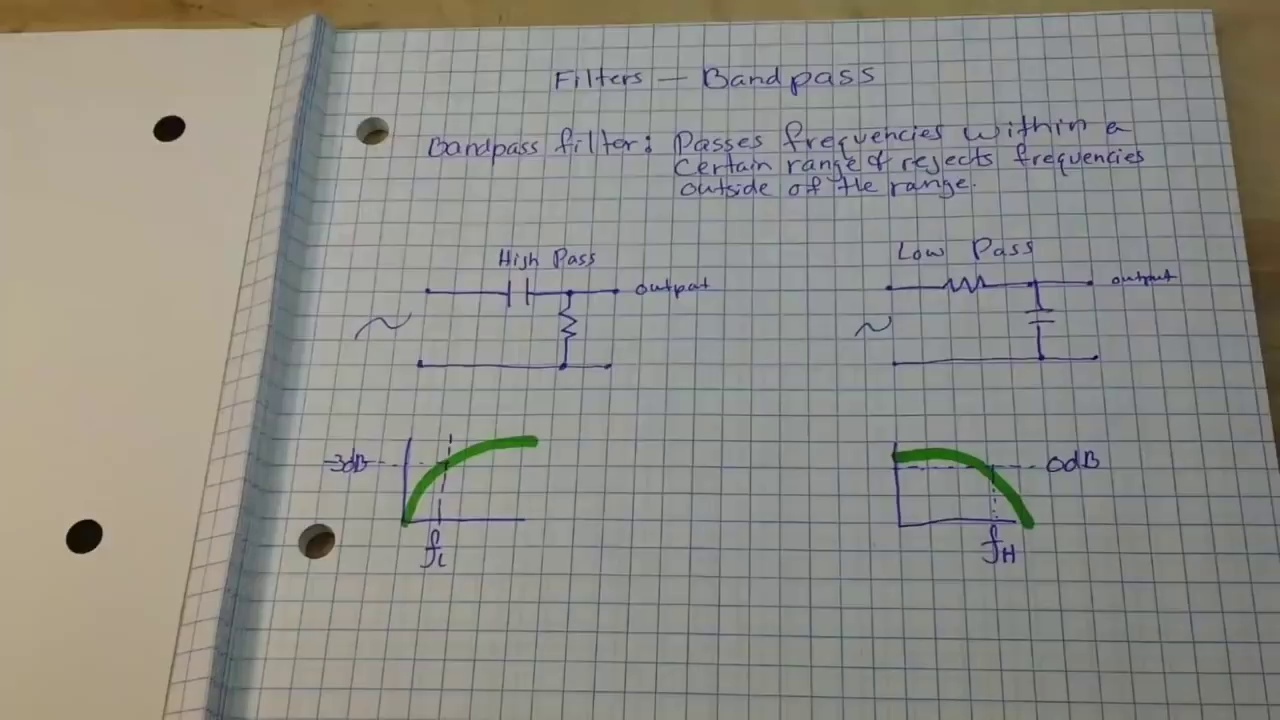 Filters — Bandpass
Bandpass filter: Passes frequencies within a
certain range & rejects frequencies
outside of the range.
High Pass
output
Low Pass
output
~
~
-3dB
fL
0dB
fH